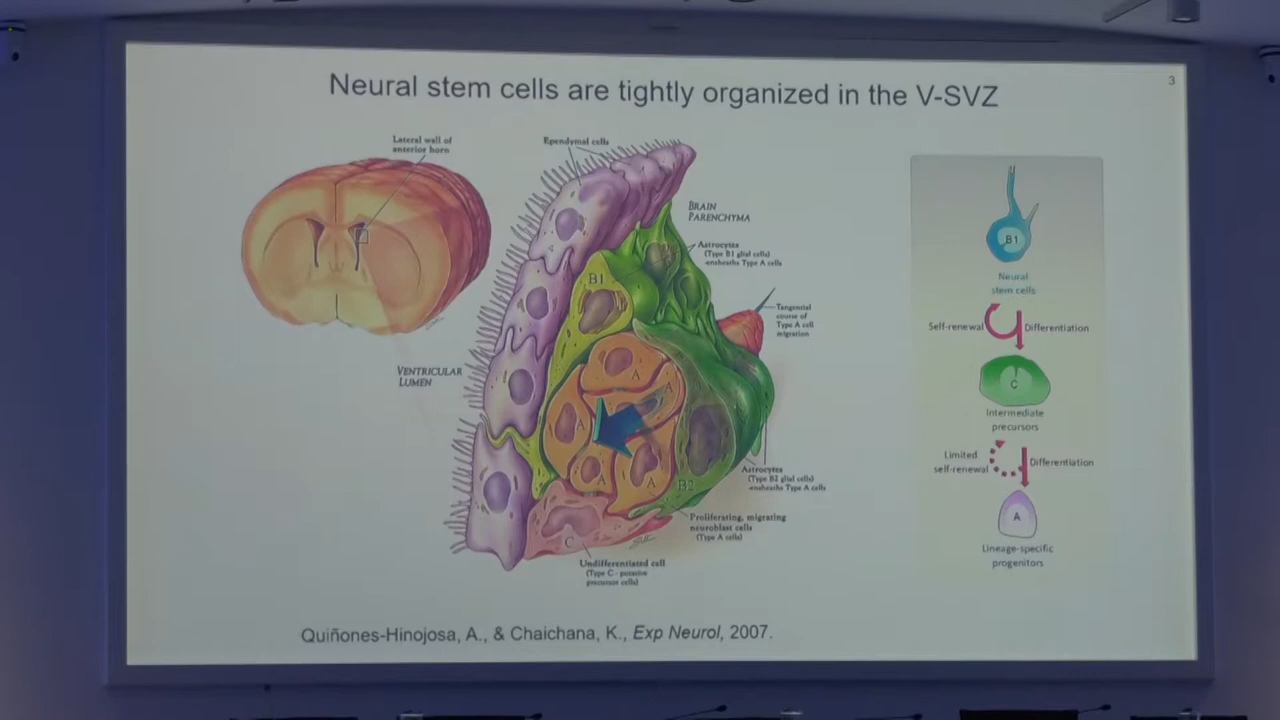 3
Neural stem cells are tightly organized in the V-SVZ
Lateral wall of
anterior horn
Ependymal cells
BRAIN
PARENCHYMA
Astrocytes
(Type B1 glial cells)
-ensheaths Type A cells
B1
Tangential
course of
Type A cell
migration
VENTRICULAR
LUMEN
A
A
A
A
A
B2
C
Astrocytes
(Type B2 glial cells)
-ensheaths Type A cells
Proliferating, migrating
neuroblast cells
(Type A cells)
Undifferentiated cell
(Type C - putative
precursor cells)
B1
Neural
stem cells
Self-renewal
Differentiation
C
Intermediate
precursors
Limited
self-renewal
Differentiation
A
Lineage-specific
progenitors
Quiñones-Hinojosa, A., & Chaichana, K., Exp Neurol, 2007.